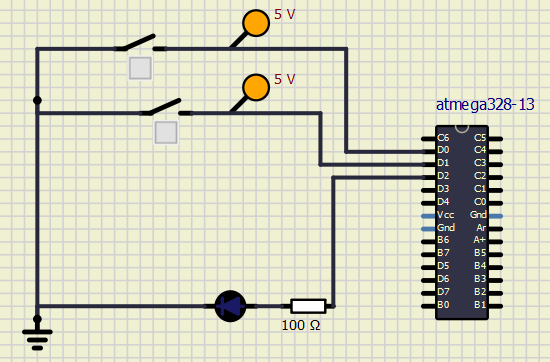 5 V
5 V
atmega328-13
C6 C5
D0 C4
D1 C3
D2 C2
D3 C1
D4 C0
Vcc Gnd
Gnd Ar
B6 A+
B7 B5
D5 B4
D6 B3
D7 B2
B0 B1
100 Ω